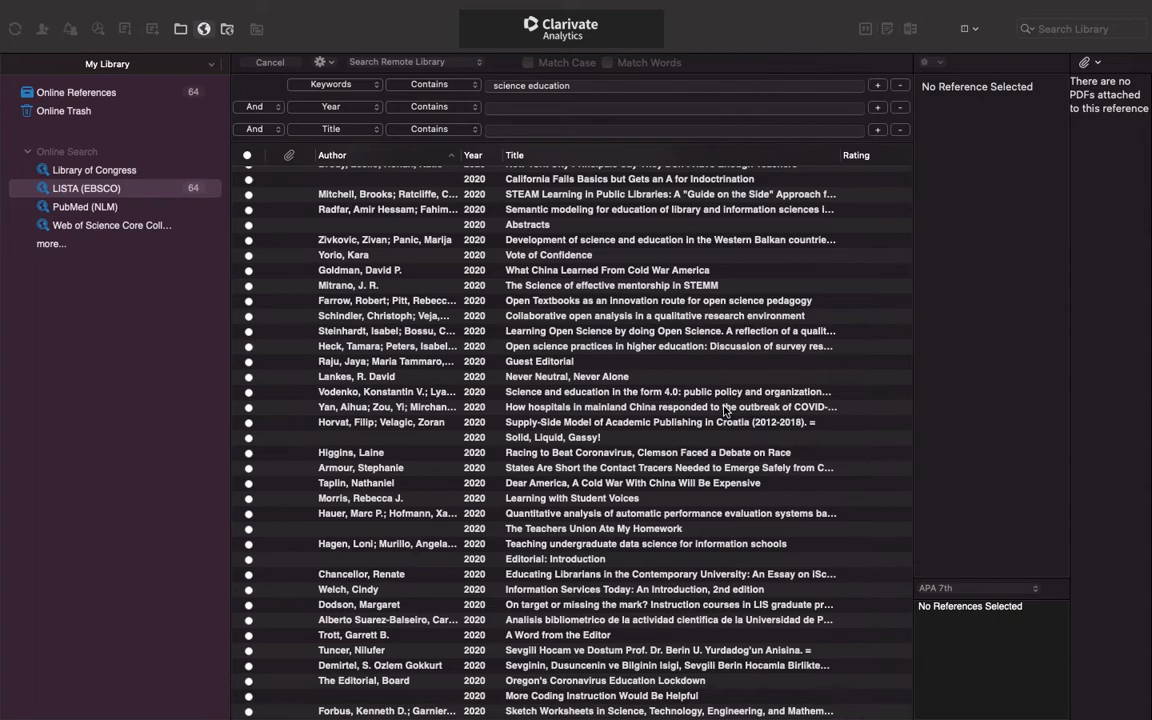 Clarivate
Analytics
Search Library
My Library
Cancel
Search Remote Library
Match Case
Match Words
Online References 64
Online Trash
Online Search
Library of Congress
LISTA (EBSCO) 64
PubMed (NLM)
Web of Science Core Coll...
more...
Keywords Contains science education + -
And Year Contains + -
And Title Contains + -
Author Year Title Rating
2020 California Fails Basics but Gets an A for Indoctrination
Mitchell, Brooks; Ratcliffe, C... 2020 STEAM Learning in Public Libraries: A "Guide on the Side" Approach f...
Radfar, Amir Hessam; Fahim... 2020 Semantic modeling for education of library and information sciences i...
2020 Abstracts
Zivkovic, Zivan; Panic, Marija 2020 Development of science and education in the Western Balkan countrie...
Yorio, Kara 2020 Vote of Confidence
Goldman, David P. 2020 What China Learned From Cold War America
Mitrano, J. R. 2020 The Science of effective mentorship in STEMM
Farrow, Robert; Pitt, Rebecc... 2020 Open Textbooks as an innovation route for open science pedagogy
Schindler, Christoph; Veja,... 2020 Collaborative open analysis in a qualitative research environment
Steinhardt, Isabel; Bossu, C... 2020 Learning Open Science by doing Open Science. A reflection of a qualit...
Heck, Tamara; Peters, Isabel... 2020 Open science practices in higher education: Discussion of survey res...
Raju, Jaya; Maria Tammaro,... 2020 Guest Editorial
Lankes, R. David 2020 Never Neutral, Never Alone
Vodenko, Konstantin V.; Lya... 2020 Science and education in the form 4.0: public policy and organization...
Yan, Aihua; Zou, Yi; Mirchan... 2020 How hospitals in mainland China responded to the outbreak of COVID-...
Horvat, Filip; Velagic, Zoran 2020 Supply-Side Model of Academic Publishing in Croatia (2012-2018). =
2020 Solid, Liquid, Gassy!
Higgins, Laine 2020 Racing to Beat Coronavirus, Clemson Faced a Debate on Race
Armour, Stephanie 2020 States Are Short the Contact Tracers Needed to Emerge Safely from C...
Taplin, Nathaniel 2020 Dear America, A Cold War With China Will Be Expensive
Morris, Rebecca J. 2020 Learning with Student Voices
Hauer, Marc P.; Hofmann, Xa... 2020 Quantitative analysis of automatic performance evaluation systems ba...
2020 The Teachers Union Ate My Homework
Hagen, Loni; Murillo, Angela... 2020 Teaching undergraduate data science for information schools
2020 Editorial: Introduction
Chancellor, Renate 2020 Educating Librarians in the Contemporary University: An Essay on iSc...
Welch, Cindy 2020 Information Services Today: An Introduction, 2nd edition
Dodson, Margaret 2020 On target or missing the mark? Instruction courses in LIS graduate pr...
Alberto Suarez-Balseiro, Car... 2020 Analisis bibliometrico de la actividad cientifica de la Universidad de P...
Trott, Garrett B. 2020 A Word from the Editor
Tuncer, Nilufer 2020 Sevgili Hocam ve Dostum Prof. Dr. Berin U. Yurdadog'un Anisina. =
Demirtel, S. Ozlem Gokkurt 2020 Sevginin, Dusuncenin ve Bilginin Isigi, Sevgili Berin Hocamla Birlikte...
The Editorial, Board 2020 Oregon's Coronavirus Education Lockdown
2020 More Coding Instruction Would Be Helpful
Forbus, Kenneth D.; Garnier... 2020 Sketch Worksheets in Science, Technology, Engineering, and Mathem...
No Reference Selected
APA 7th
No References Selected
There are no
PDFs attached
to this reference